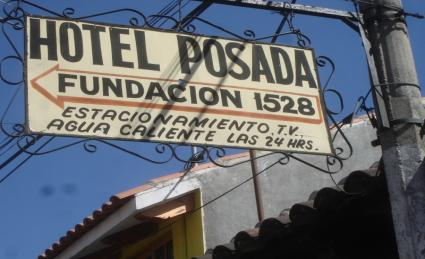 HOTEL POSADA
FUNDACION 1528
ESTACIONAMIENTO, T.V.,
AGUA CALIENTE LAS 24 HRS.